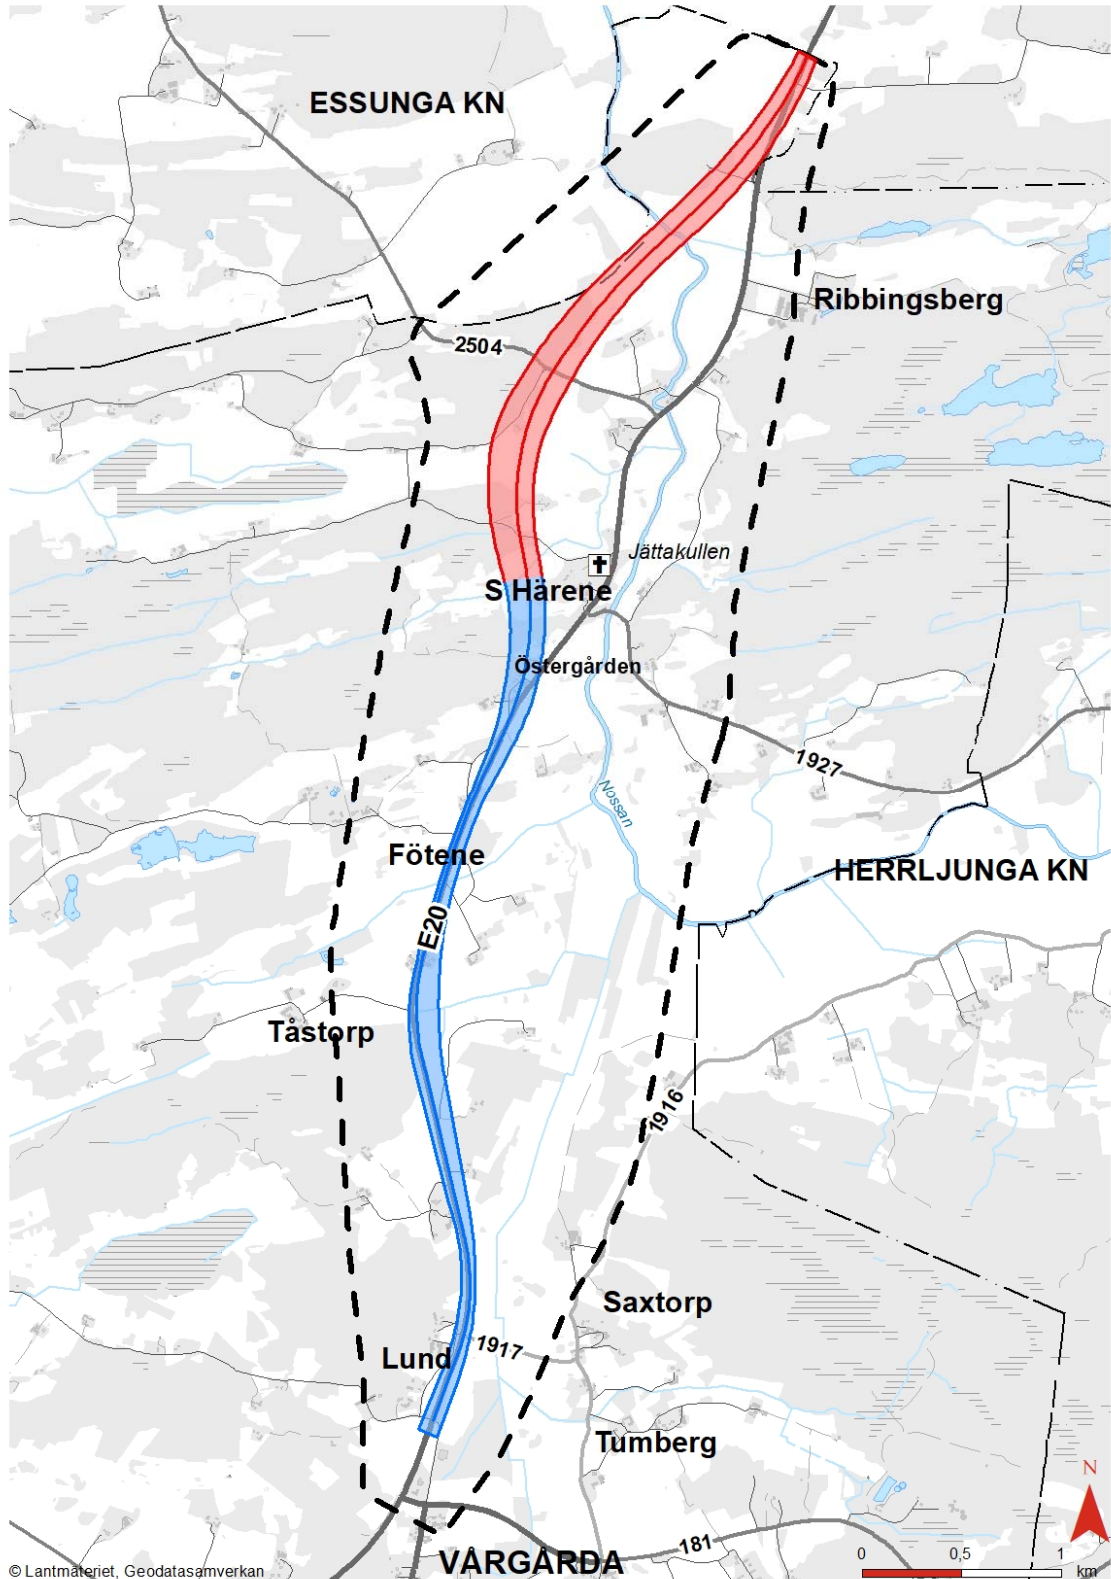 ESSUNGA KN
Ribbingsberg
2504
Jättakullen
S Härene
Östergården
1927
Nossan
Fötene
HERRLJUNGA KN
E20
Tåstorp
1916
Saxtorp
1917
Lund
Tumberg
N
181
0 0,5 1
km
VÅRGÅRDA
© Lantmäteriet, Geodatasamverkan